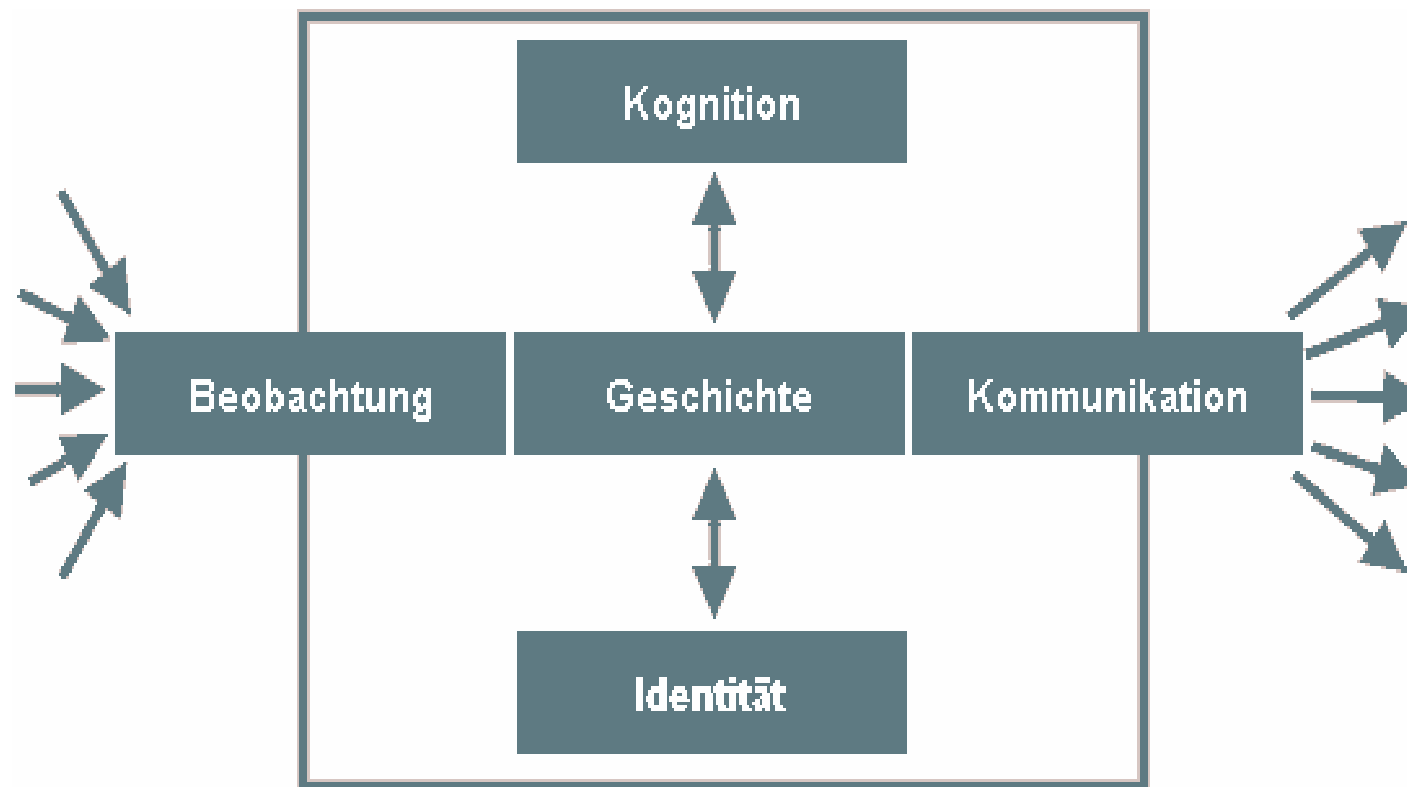 Kognition
Beobachtung
Geschichte
Kommunikation
Identität